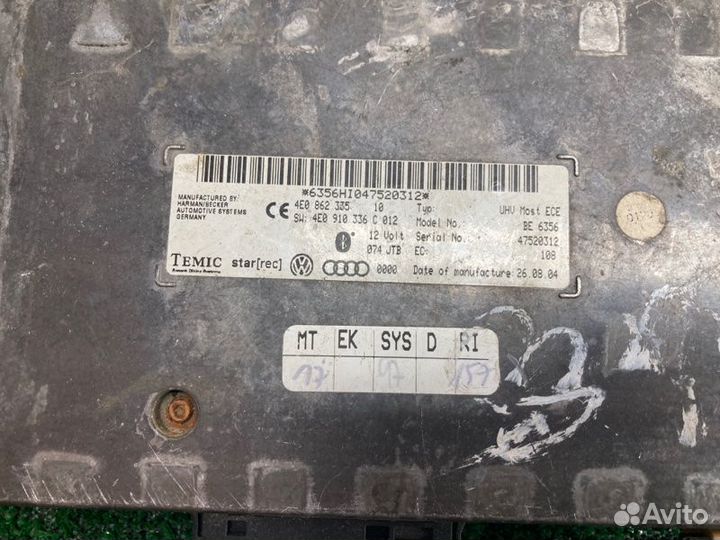 *6356HI047520312*
MANUFACTURED BY
HARMAN/BECKER
AUTOMOTIVE SYSTEMS
GERMANY
CE 4E0 862 335 10 Typ: UHV Most ECE
SW: 4E0 910 336 C 012 Model No. BE 6356
12 Volt Serial No. 47520312
074 JTB EC: 108
TEMIC star[rec] 0000 Date of manufacture 26.08.04
MT EK SYS D RI
157
Avito